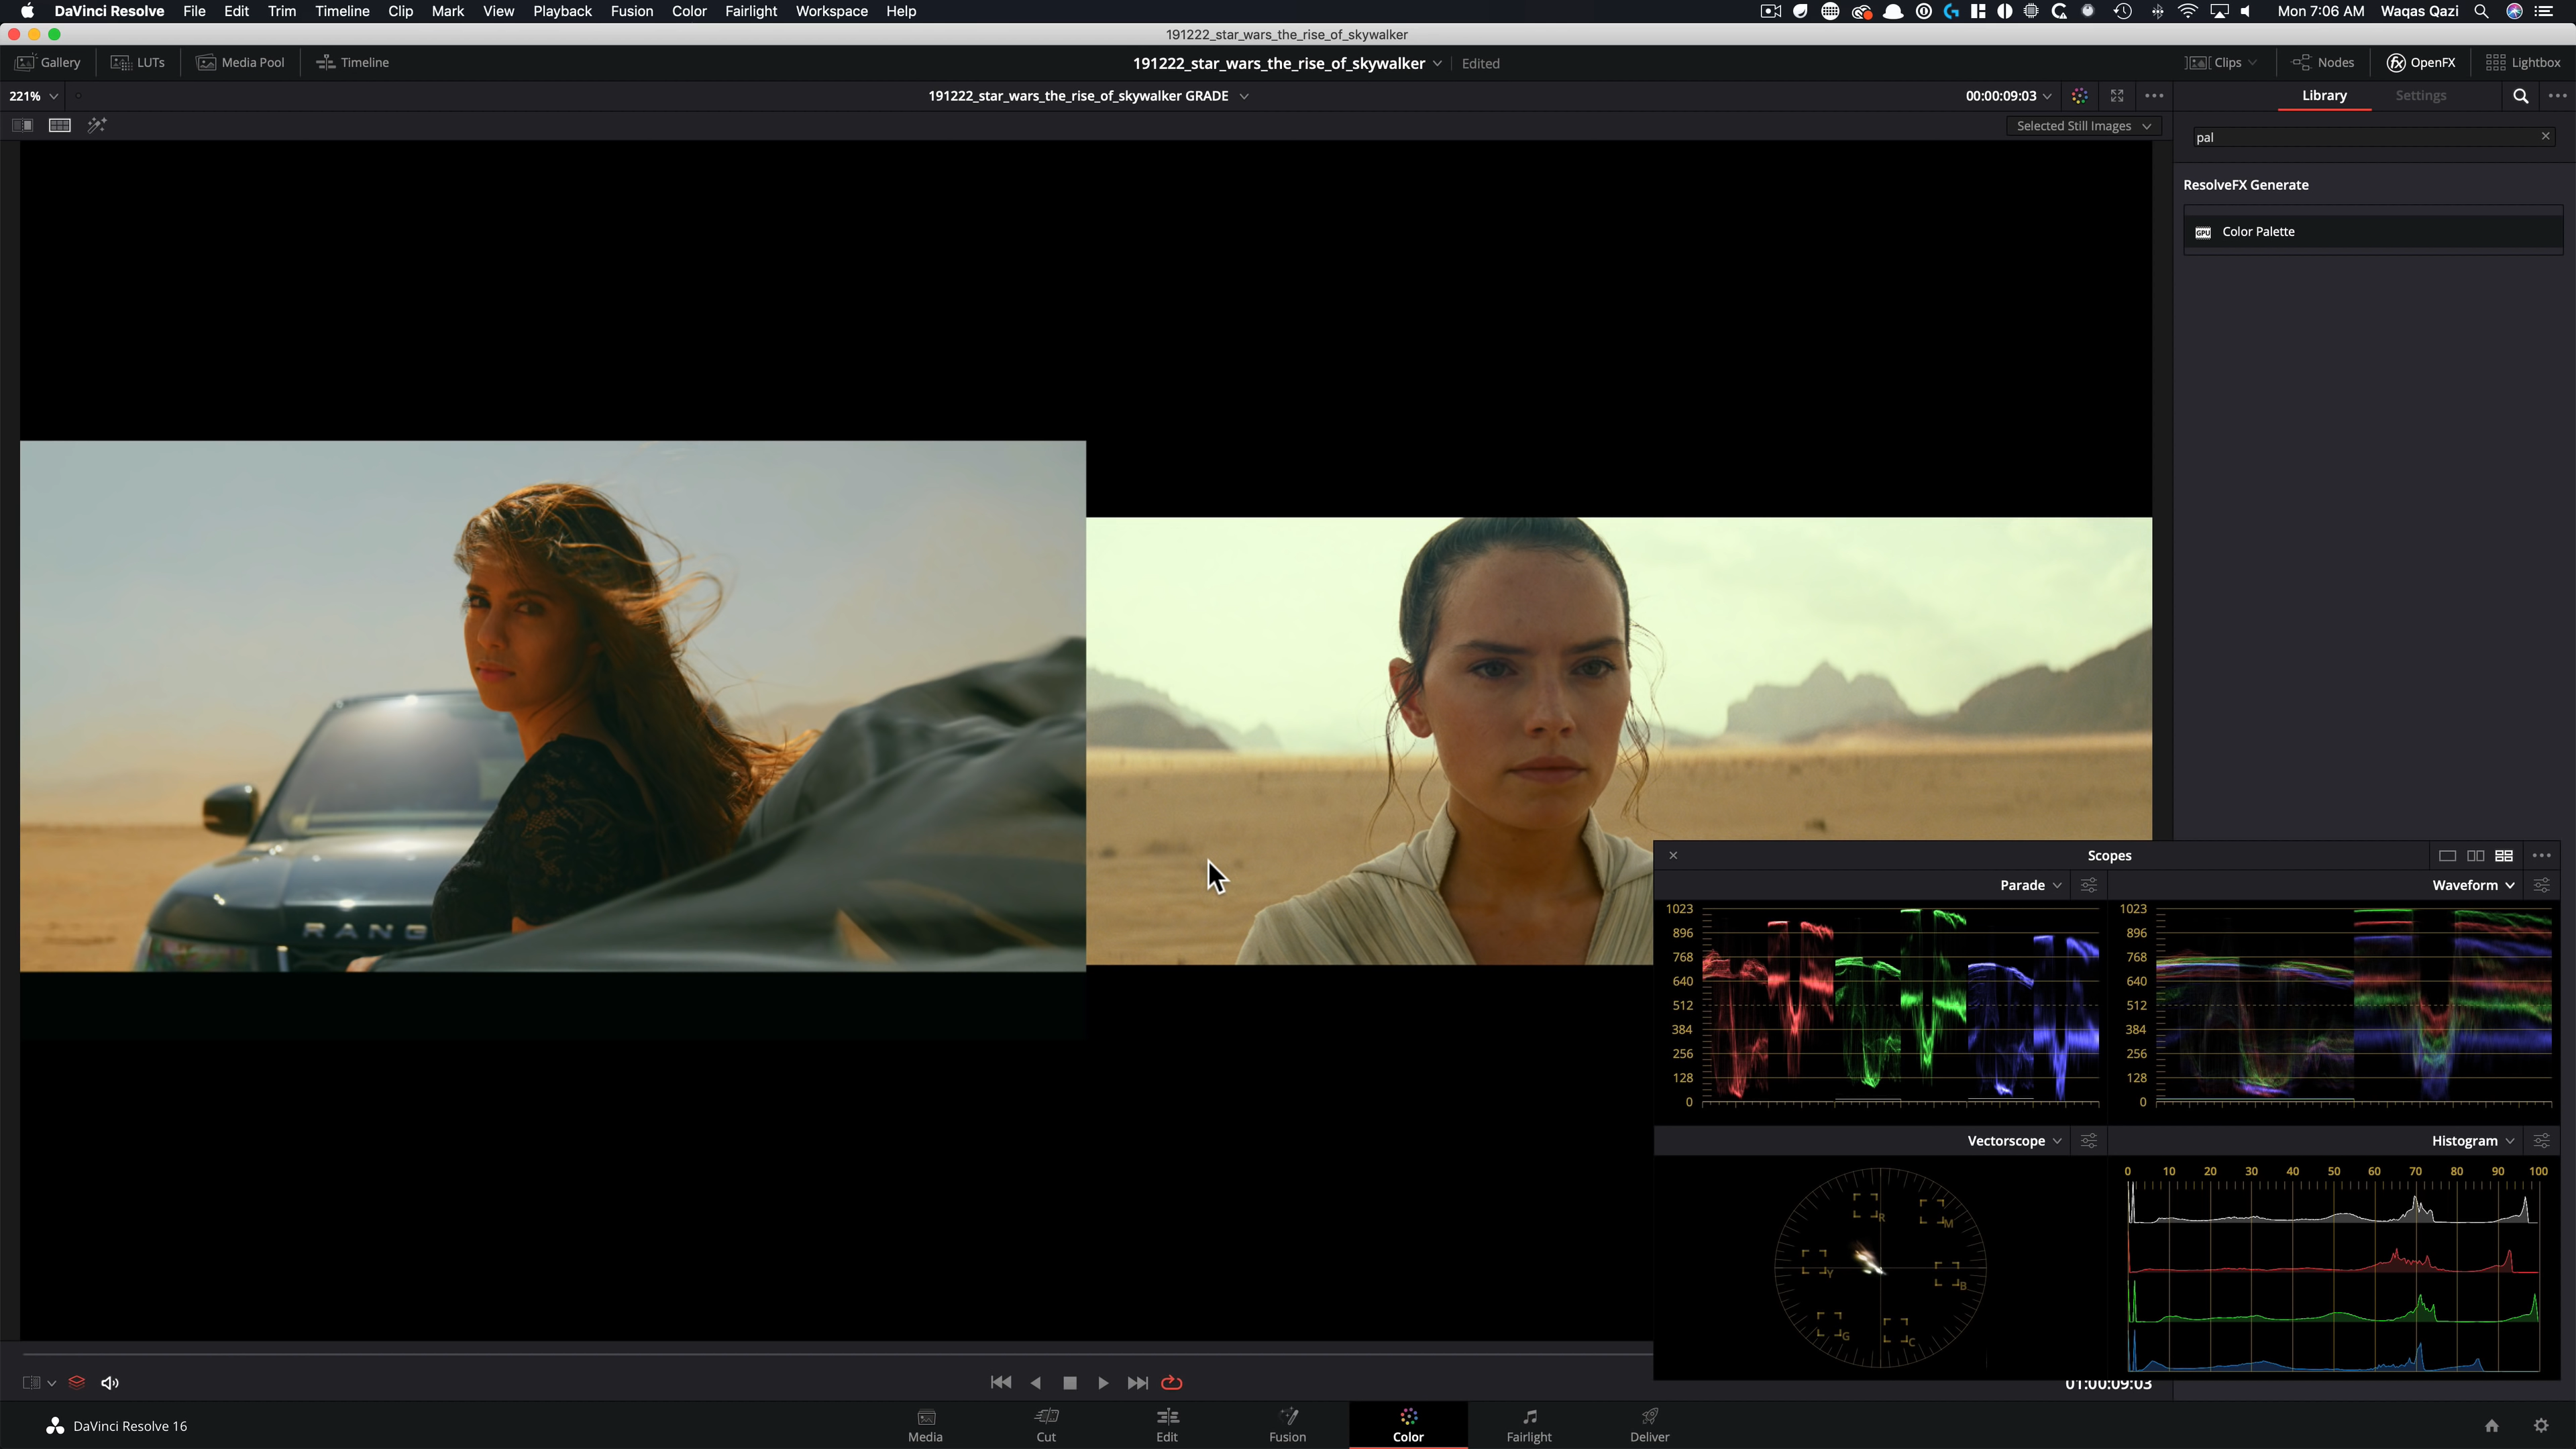 DaVinci Resolve File Edit Trim Timeline Clip Mark View Playback Fusion Color Fairlight Workspace Help Mon 7:06 AM Waqas Qazi
191222_star_wars_the_rise_of_skywalker
Gallery LUTs Media Pool Timeline 191222_star_wars_the_rise_of_skywalker Edited Clips Nodes OpenFX Lightbox
221% 191222_star_wars_the_rise_of_skywalker GRADE 00:00:09:03 Library Settings
Selected Still Images
pal
ResolveFX Generate
GPU Color Palette
RANG
Scopes
Parade Waveform
1023 1023
896 896
768 768
640 640
512 512
384 384
256 256
128 128
0 0
Vectorscope Histogram
0 10 20 30 40 50 60 70 80 90 100
R M
Y B
G C
01:00:09:03
DaVinci Resolve 16 Media Cut Edit Fusion Color Fairlight Deliver